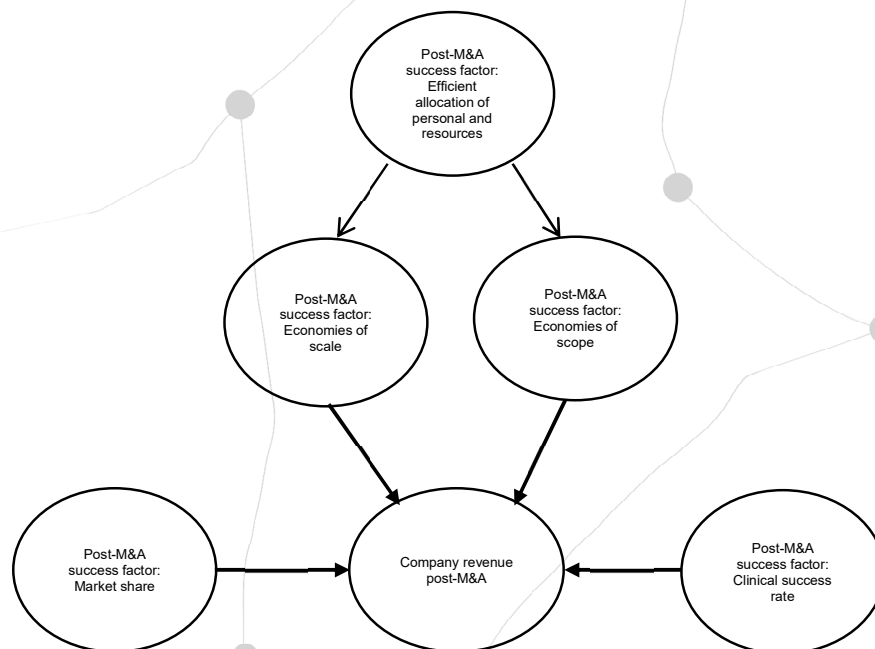 Post-M&A
success factor:
Efficient
allocation of
personal and
resources
Post-M&A
success factor:
Economies of
scale
Post-M&A
success factor:
Economies of
scope
Post-M&A
success factor:
Market share
Company revenue
post-M&A
Post-M&A
success factor:
Clinical success
rate